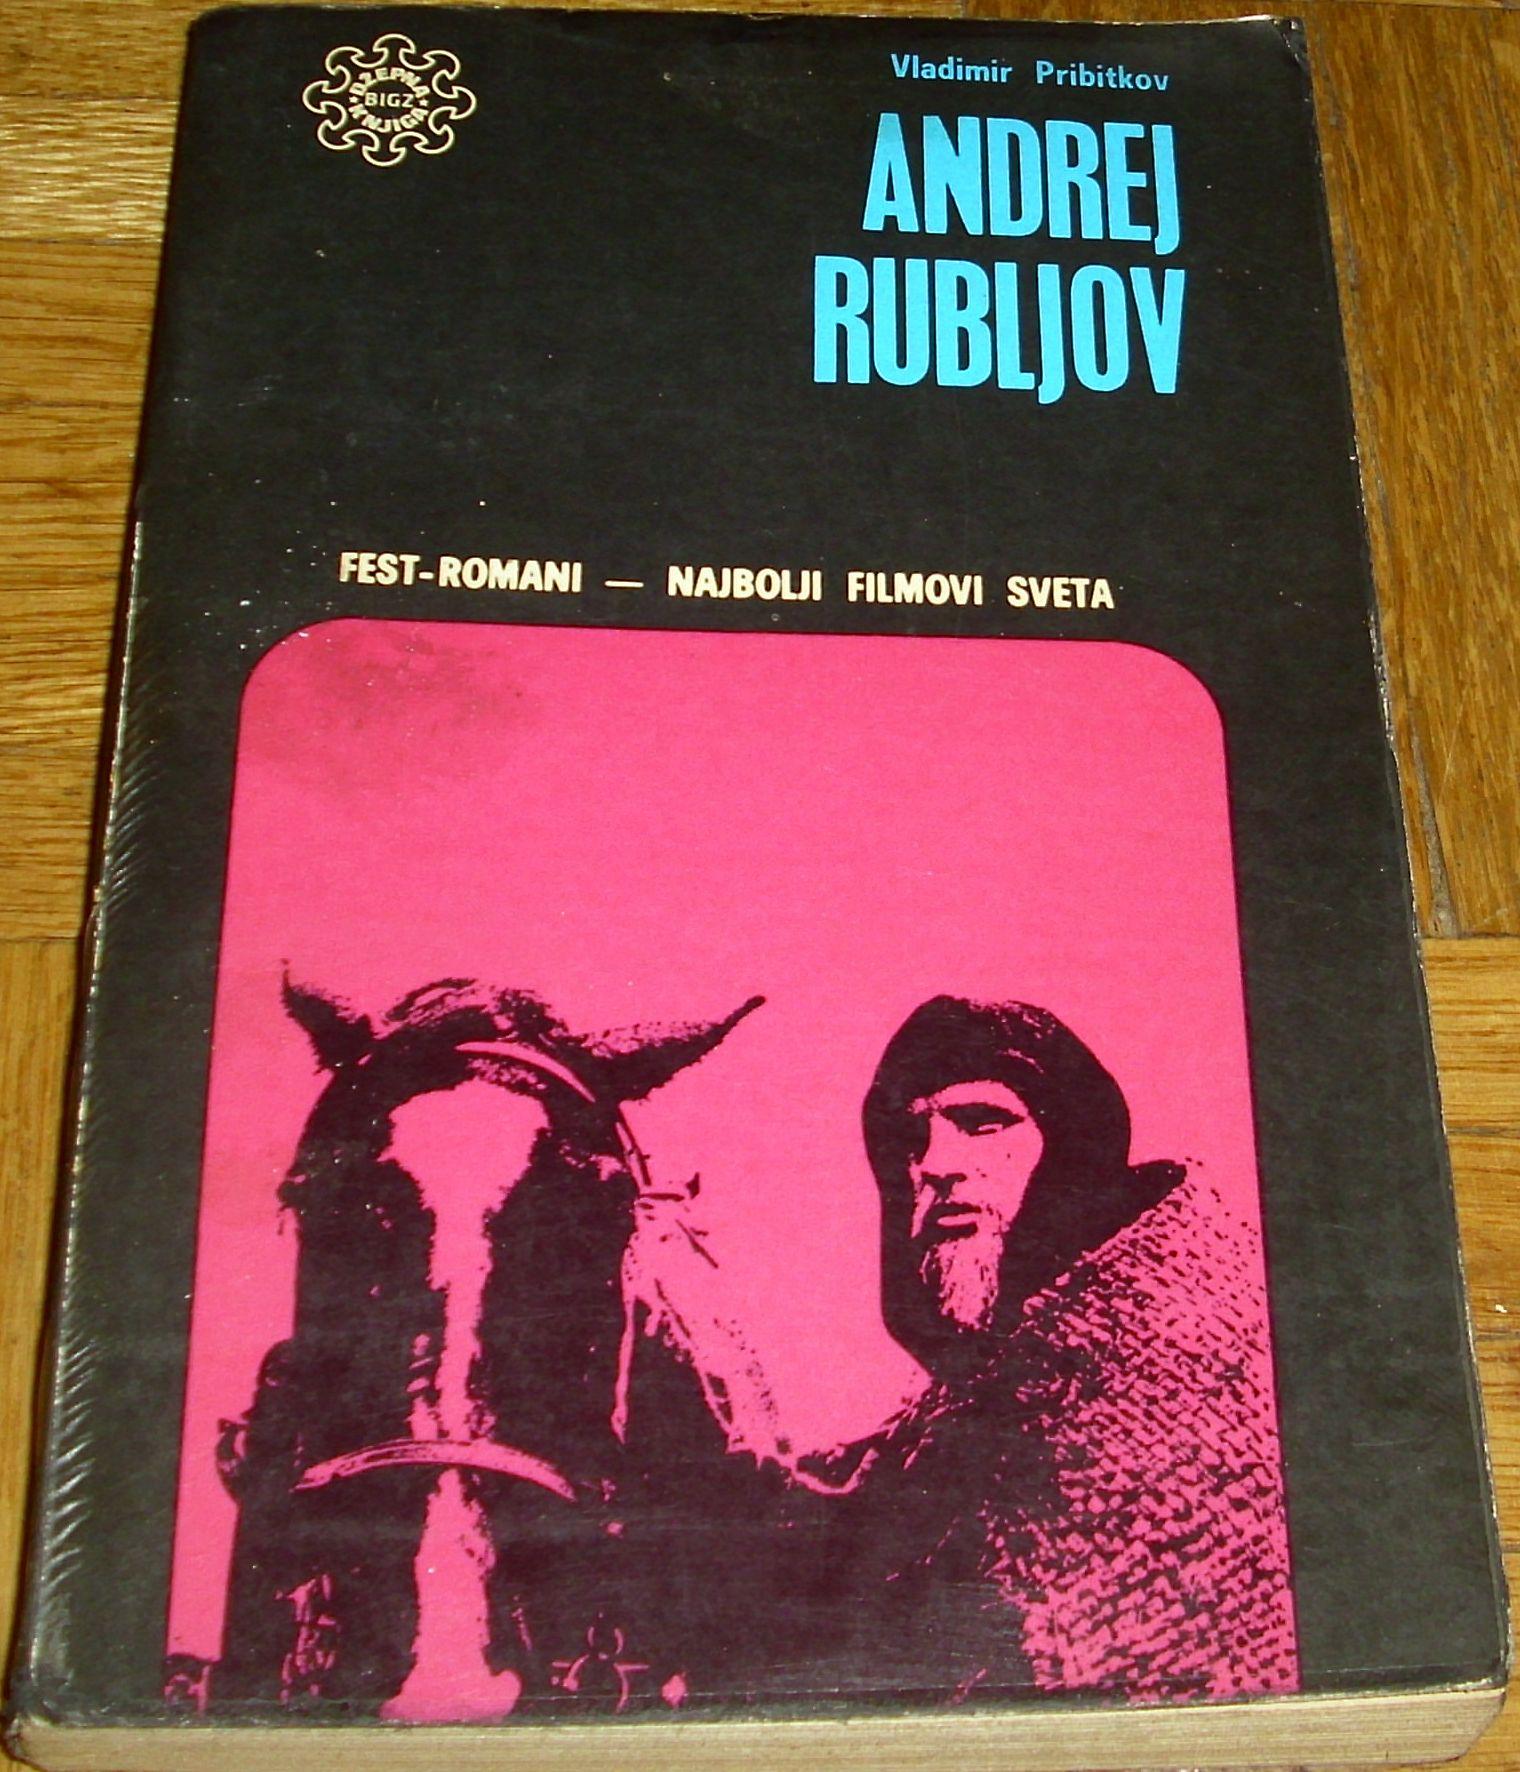 DŽEPNA
BIGZ
KNJIGA
Vladimir Pribitkov
ANDREJ
RUBLJOV
FEST-ROMANI — NAJBOLJI FILMOVI SVETA